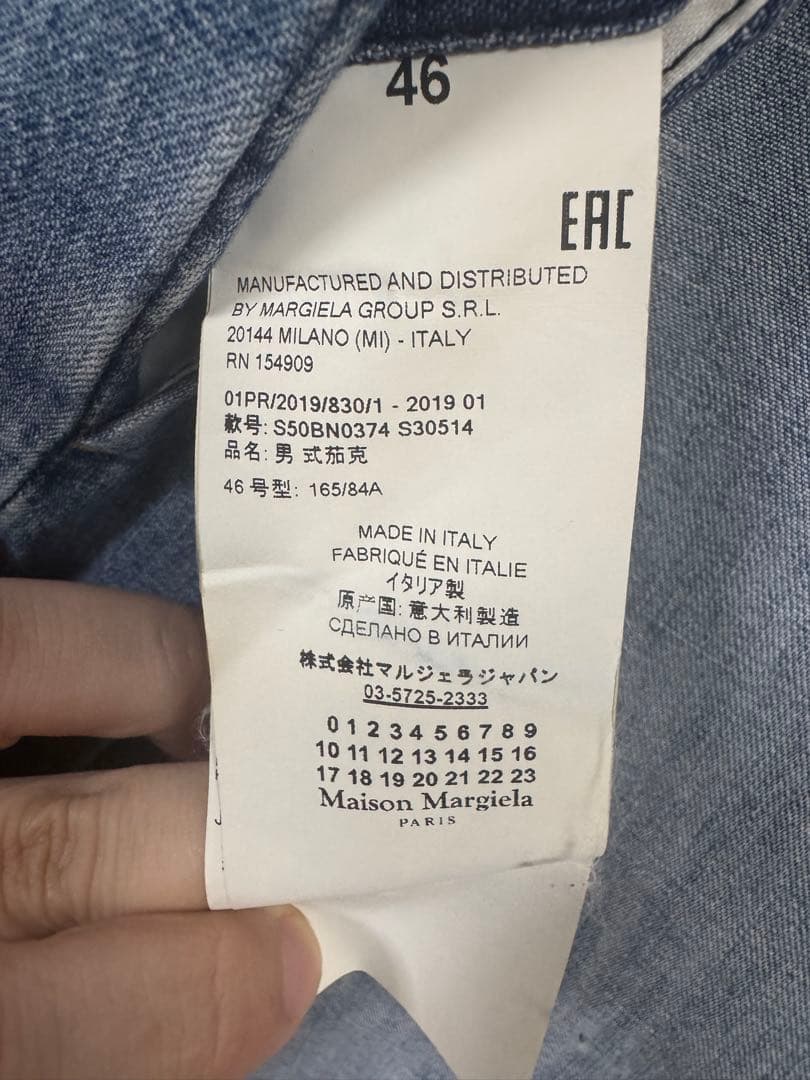 46
EAC
MANUFACTURED AND DISTRIBUTED
BY MARGIELA GROUP S.R.L.
20144 MILANO (MI) - ITALY
RN 154909
01PR/2019/830/1 - 2019 01
款号: S50BN0374 S30514
品名: 男 式茄克
46 号型: 165/84A
MADE IN ITALY
FABRIQUÉ EN ITALIE
イタリア製
原产国: 意大利製造
СДЕЛАНО В ИТАЛИИ
株式会社マルジェラジャパン
03-5725-2333
0 1 2 3 4 5 6 7 8 9
10 11 12 13 14 15 16
17 18 19 20 21 22 23
Maison Margiela
PARIS